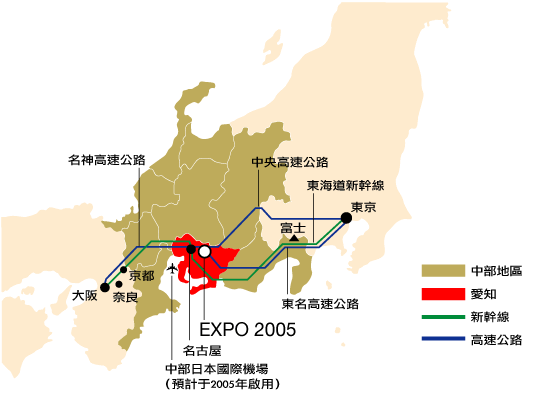 名神高速公路
中央高速公路
東海道新幹線
東京
富士
京都
大阪
奈良
東名高速公路
EXPO 2005
名古屋
中部日本國際機場
(預計于2005年啟用)
中部地區
愛知
新幹線
高速公路